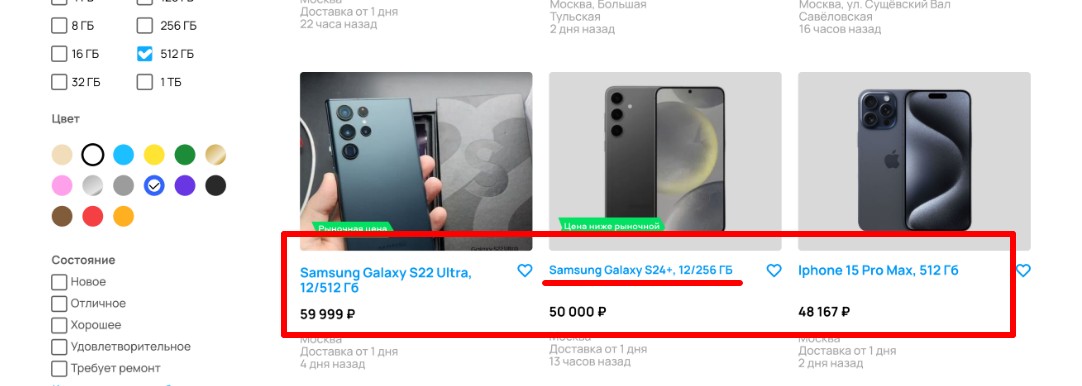 8 ГБ
256 ГБ
16 ГБ
512 ГБ
32 ГБ
1 ТБ
Цвет
Состояние
Новое
Отличное
Хорошее
Удовлетворительное
Требует ремонт
Москва
Доставка от 1 дня
22 часа назад
Москва, Большая
Тульская
2 дня назад
Москва, ул. Сущёвский Вал
Савёловская
16 часов назад
Рыночная цена
Samsung Galaxy S22 Ultra,
12/512 Гб
59 999 ₽
Москва
Доставка от 1 дня
4 дня назад
Цена ниже рыночной
Samsung Galaxy S24+, 12/256 ГБ
50 000 ₽
Москва
Доставка от 1 дня
13 часов назад
Iphone 15 Pro Max, 512 Гб
48 167 ₽
Москва
Доставка от 1 дня
2 дня назад